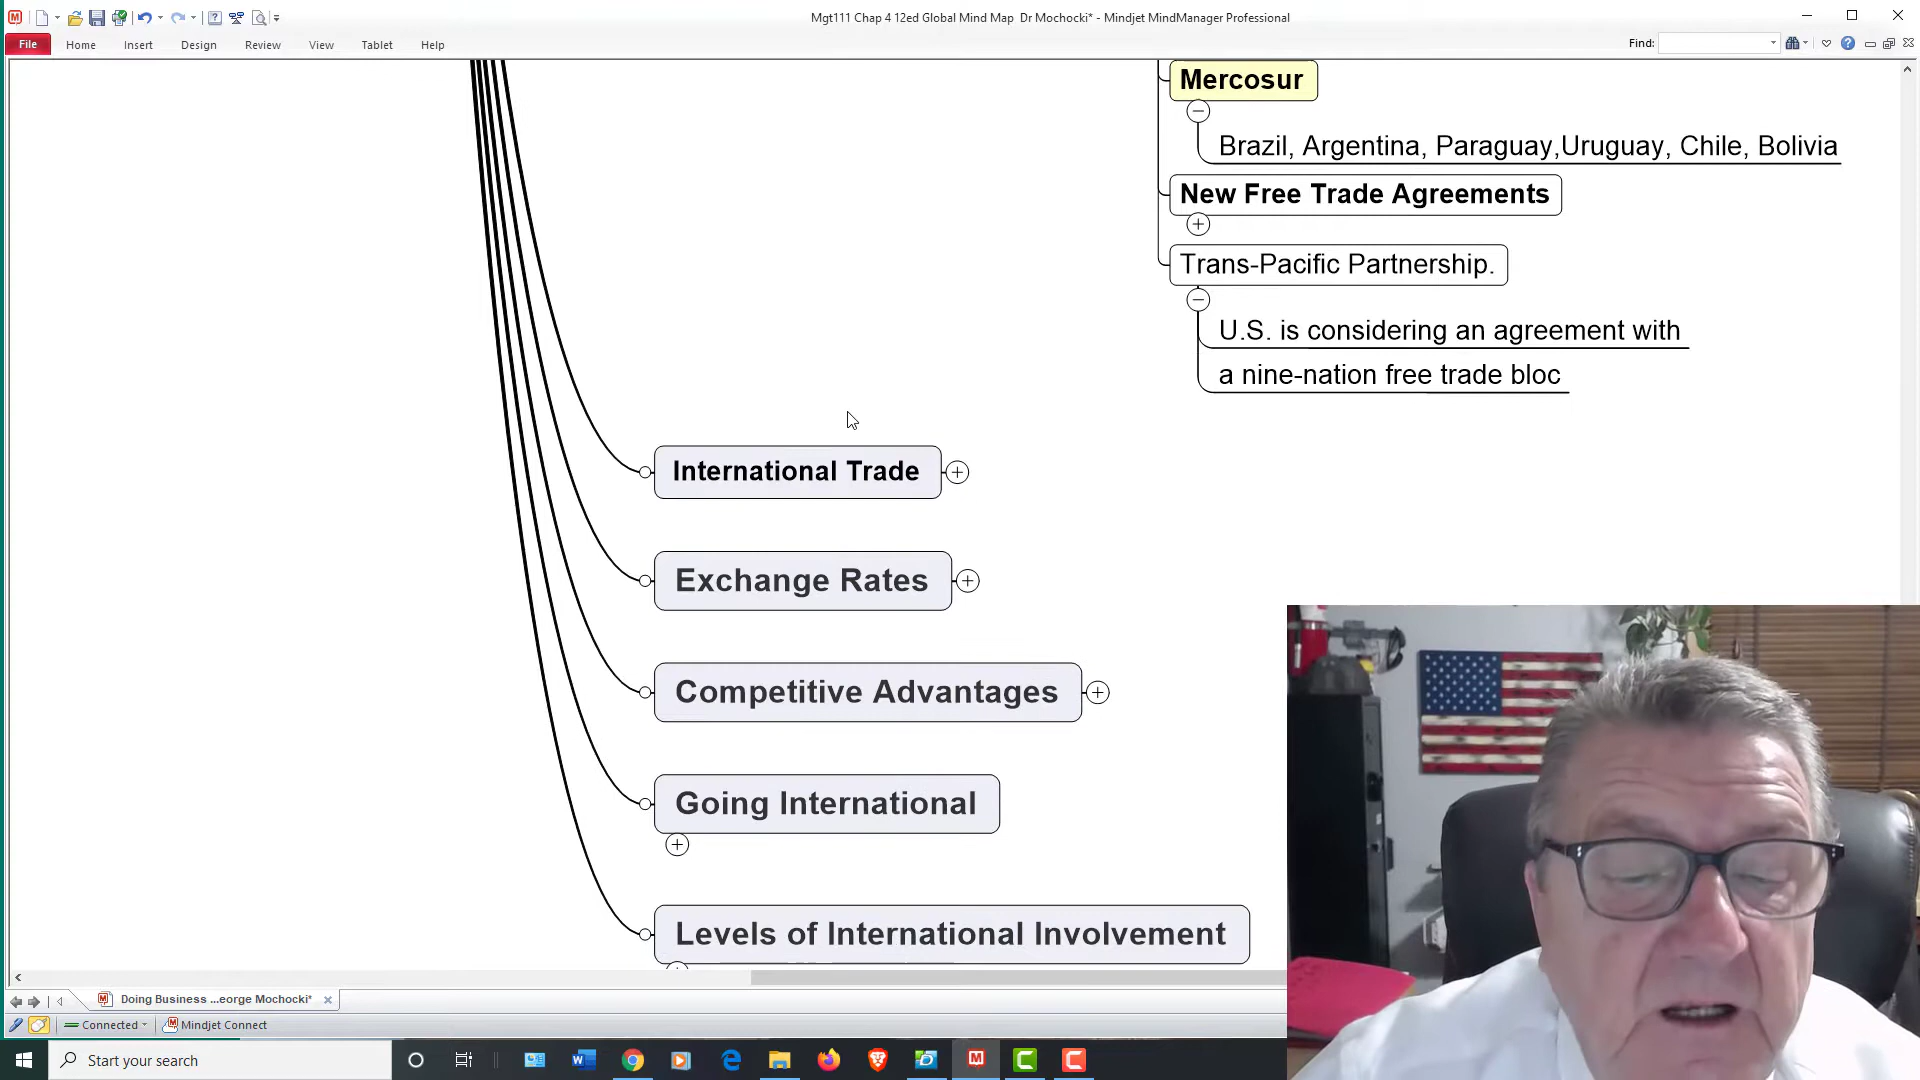 Mgt111 Chap 4 12ed Global Mind Map  Dr Mochocki* - Mindjet MindManager Professional
File Home Insert Design Review View Tablet Help Find:
Mercosur
Brazil, Argentina, Paraguay,Uruguay, Chile, Bolivia
New Free Trade Agreements
Trans-Pacific Partnership.
U.S. is considering an agreement with
a nine-nation free trade bloc
International Trade
Exchange Rates
Competitive Advantages
Going International
Levels of International Involvement
Doing Business ...eorge Mochocki*
Connected Mindjet Connect
Start your search